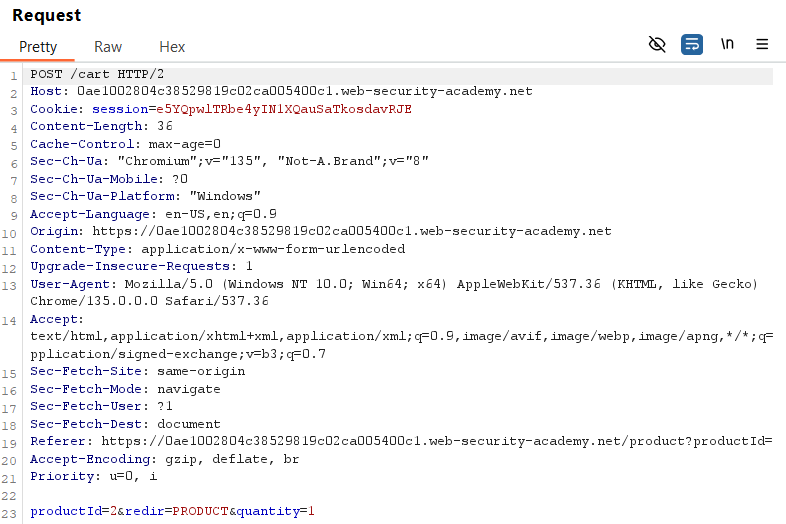 Request
Pretty Raw Hex \n
1 POST /cart HTTP/2
2 Host: 0ae1002804c38529819c02ca005400c1.web-security-academy.net
3 Cookie: session=e5YQpwlTRbe4yIN1XQauSaTkosdavRJE
4 Content-Length: 36
5 Cache-Control: max-age=0
6 Sec-Ch-Ua: "Chromium";v="135", "Not-A.Brand";v="8"
7 Sec-Ch-Ua-Mobile: ?0
8 Sec-Ch-Ua-Platform: "Windows"
9 Accept-Language: en-US,en;q=0.9
10 Origin: https://0ae1002804c38529819c02ca005400c1.web-security-academy.net
11 Content-Type: application/x-www-form-urlencoded
12 Upgrade-Insecure-Requests: 1
13 User-Agent: Mozilla/5.0 (Windows NT 10.0; Win64; x64) AppleWebKit/537.36 (KHTML, like Gecko)
Chrome/135.0.0.0 Safari/537.36
14 Accept:
text/html,application/xhtml+xml,application/xml;q=0.9,image/avif,image/webp,image/apng,*/*;q=
pplication/signed-exchange;v=b3;q=0.7
15 Sec-Fetch-Site: same-origin
16 Sec-Fetch-Mode: navigate
17 Sec-Fetch-User: ?1
18 Sec-Fetch-Dest: document
19 Referer: https://0ae1002804c38529819c02ca005400c1.web-security-academy.net/product?productId=
20 Accept-Encoding: gzip, deflate, br
21 Priority: u=0, i
22
23 productId=2&redir=PRODUCT&quantity=1